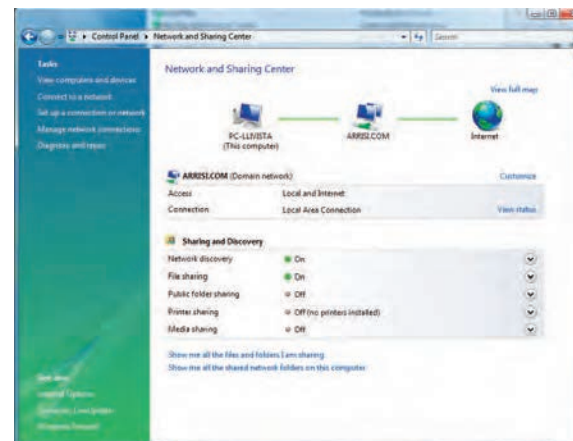 Control Panel ▸ Network and Sharing Center
Search
Tasks
View computers and devices
Connect to a network
Set up a connection or network
Manage network connections
Diagnose and repair
Network and Sharing Center
View full map
PC-LLIVISTA
(This computer)
ARRISI.COM
Internet
ARRISI.COM (Domain network)
Customize
Access
Local and Internet
Connection
Local Area Connection
View status
Sharing and Discovery
Network discovery
On
File sharing
On
Public folder sharing
Off
Printer sharing
Off (no printers installed)
Media sharing
Off
Show me all the files and folders I am sharing
Show me all the shared network folders on this computer
See also
Internet Options
Windows Firewall